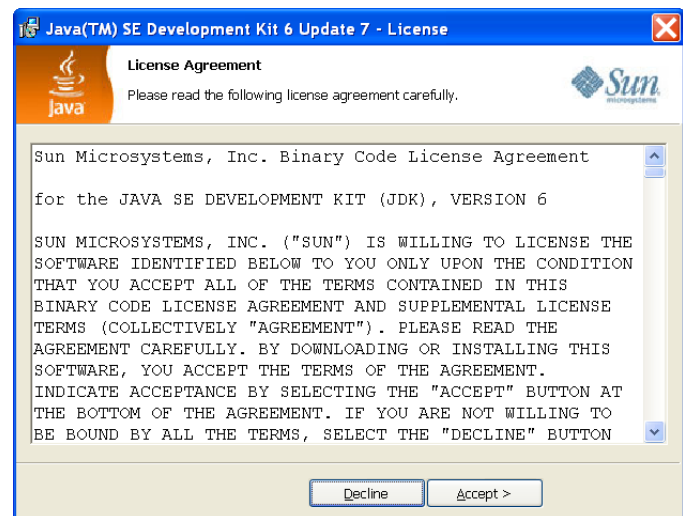 Java(TM) SE Development Kit 6 Update 7 - License
License Agreement
Please read the following license agreement carefully.
Java
Sun
microsystems
Sun Microsystems, Inc. Binary Code License Agreement
for the JAVA SE DEVELOPMENT KIT (JDK), VERSION 6
SUN MICROSYSTEMS, INC. ("SUN") IS WILLING TO LICENSE THE
SOFTWARE IDENTIFIED BELOW TO YOU ONLY UPON THE CONDITION
THAT YOU ACCEPT ALL OF THE TERMS CONTAINED IN THIS
BINARY CODE LICENSE AGREEMENT AND SUPPLEMENTAL LICENSE
TERMS (COLLECTIVELY "AGREEMENT"). PLEASE READ THE
AGREEMENT CAREFULLY. BY DOWNLOADING OR INSTALLING THIS
SOFTWARE, YOU ACCEPT THE TERMS OF THE AGREEMENT.
INDICATE ACCEPTANCE BY SELECTING THE "ACCEPT" BUTTON AT
THE BOTTOM OF THE AGREEMENT. IF YOU ARE NOT WILLING TO
BE BOUND BY ALL THE TERMS, SELECT THE "DECLINE" BUTTON
Decline
Accept >